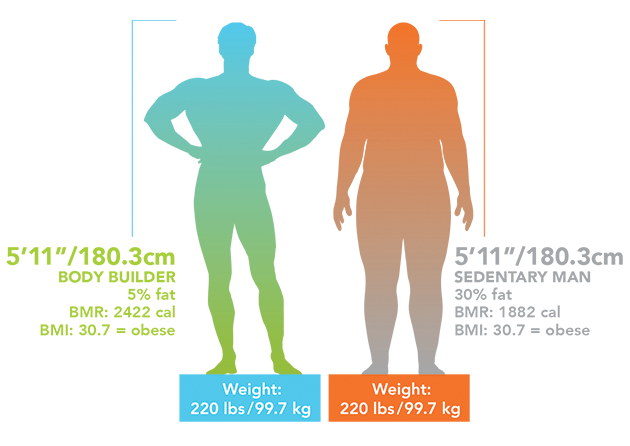 5’11”/180.3cm
BODY BUILDER
5% fat
BMR: 2422 cal
BMI: 30.7 = obese
5’11”/180.3cm
SEDENTARY MAN
30% fat
BMR: 1882 cal
BMI: 30.7 = obese
Weight:
220 lbs/99.7 kg
Weight:
220 lbs/99.7 kg